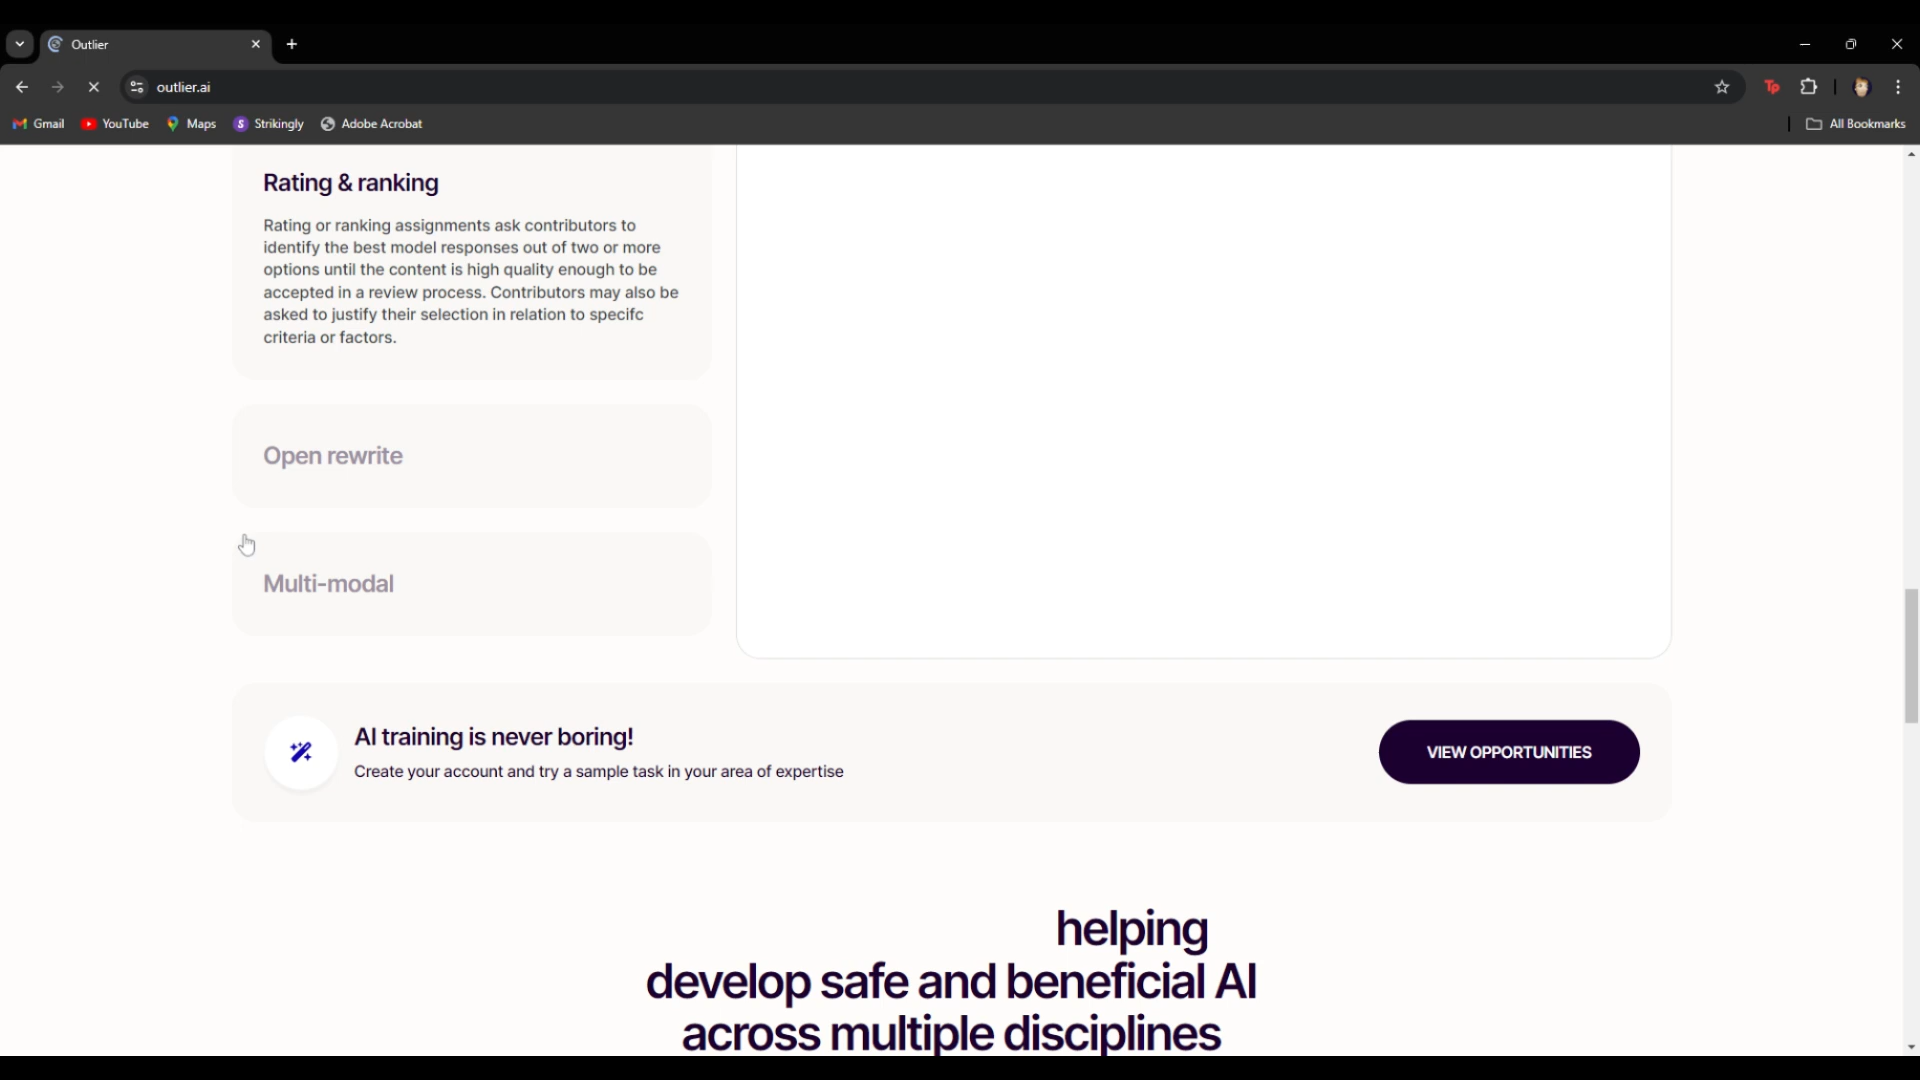 Outlier
outlier.ai
Gmail
YouTube
Maps
Strikingly
Adobe Acrobat
All Bookmarks
Rating & ranking
Rating or ranking assignments ask contributors to
identify the best model responses out of two or more
options until the content is high quality enough to be
accepted in a review process. Contributors may also be
asked to justify their selection in relation to specifc
criteria or factors.
Open rewrite
Multi-modal
AI training is never boring!
Create your account and try a sample task in your area of expertise
VIEW OPPORTUNITIES
helping
develop safe and beneficial AI
across multiple disciplines